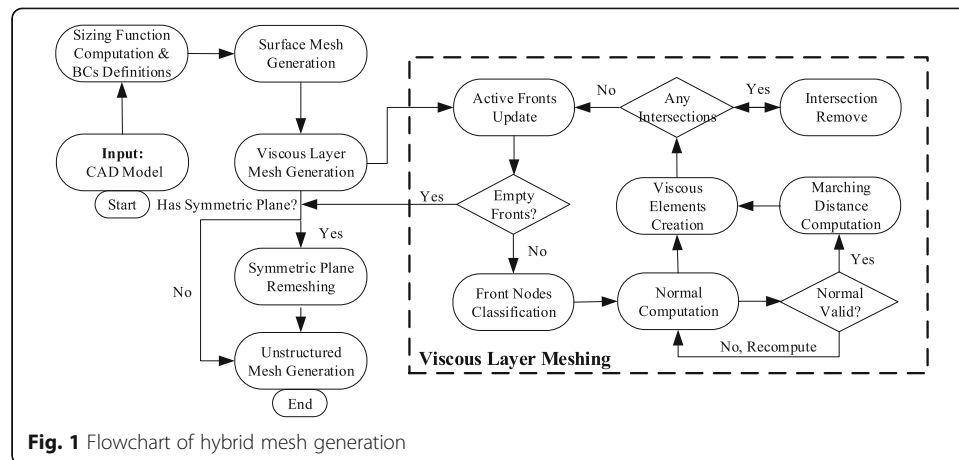 Sizing Function
Computation &
BCs Definitions
Surface Mesh
Generation
Input:
CAD Model
Start
Viscous Layer
Mesh Generation
Has Symmetric Plane?
Yes
No
Symmetric Plane
Remeshing
Unstructured
Mesh Generation
End
Active Fronts
Update
No
Any
Intersections
Yes
Intersection
Remove
Yes
Empty
Fronts?
No
Viscous
Elements
Creation
Marching
Distance
Computation
Yes
Front Nodes
Classification
Normal
Computation
Normal
Valid?
No, Recompute
Viscous Layer Meshing
Fig. 1 Flowchart of hybrid mesh generation